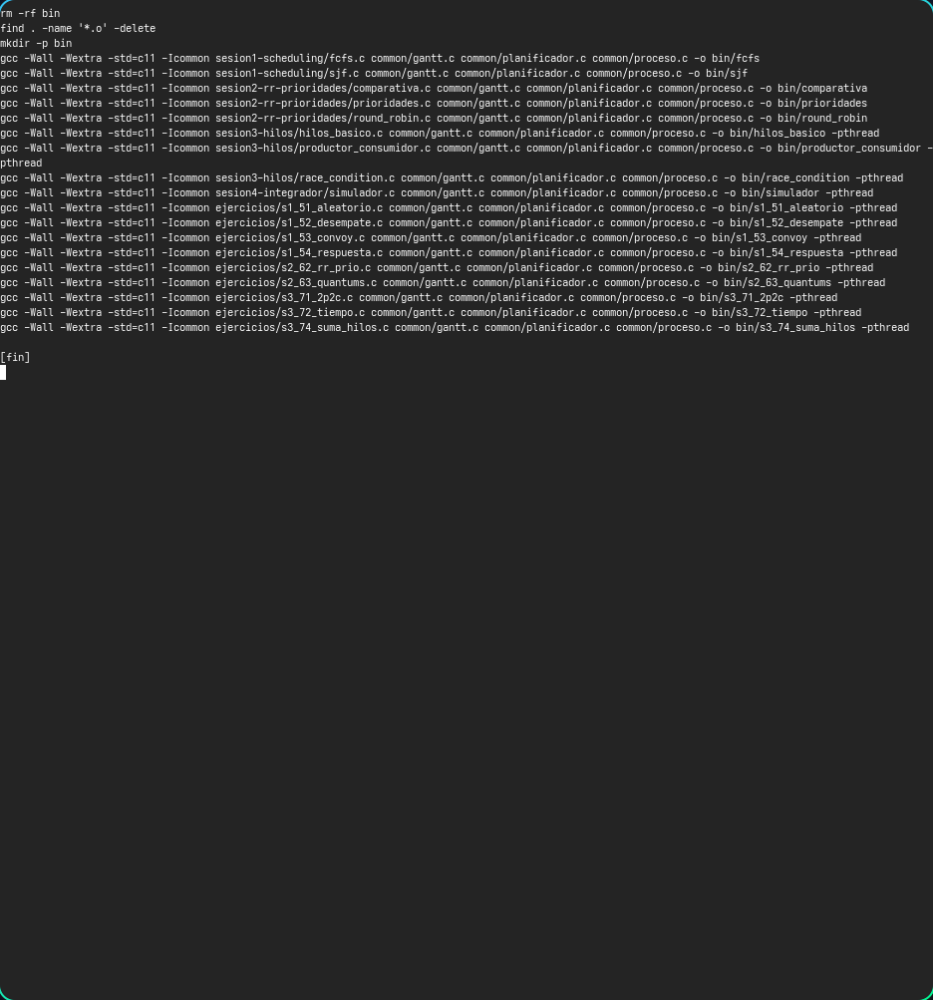 rm -rf bin
find . -name '*.o' -delete
mkdir -p bin
gcc -Wall -Wextra -std=c11 -Icommon sesion1-scheduling/fcfs.c common/gantt.c common/planificador.c common/proceso.c -o bin/fcfs
gcc -Wall -Wextra -std=c11 -Icommon sesion1-scheduling/sjf.c common/gantt.c common/planificador.c common/proceso.c -o bin/sjf
gcc -Wall -Wextra -std=c11 -Icommon sesion2-rr-prioridades/comparativa.c common/gantt.c common/planificador.c common/proceso.c -o bin/comparativa
gcc -Wall -Wextra -std=c11 -Icommon sesion2-rr-prioridades/prioridades.c common/gantt.c common/planificador.c common/proceso.c -o bin/prioridades
gcc -Wall -Wextra -std=c11 -Icommon sesion2-rr-prioridades/round_robin.c common/gantt.c common/planificador.c common/proceso.c -o bin/round_robin
gcc -Wall -Wextra -std=c11 -Icommon sesion3-hilos/hilos_basico.c common/gantt.c common/planificador.c common/proceso.c -o bin/hilos_basico -pthread
gcc -Wall -Wextra -std=c11 -Icommon sesion3-hilos/productor_consumidor.c common/gantt.c common/planificador.c common/proceso.c -o bin/productor_consumidor -
pthread
gcc -Wall -Wextra -std=c11 -Icommon sesion3-hilos/race_condition.c common/gantt.c common/planificador.c common/proceso.c -o bin/race_condition -pthread
gcc -Wall -Wextra -std=c11 -Icommon sesion4-integrador/simulador.c common/gantt.c common/planificador.c common/proceso.c -o bin/simulador -pthread
gcc -Wall -Wextra -std=c11 -Icommon ejercicios/s1_51_aleatorio.c common/gantt.c common/planificador.c common/proceso.c -o bin/s1_51_aleatorio -pthread
gcc -Wall -Wextra -std=c11 -Icommon ejercicios/s1_52_desempate.c common/gantt.c common/planificador.c common/proceso.c -o bin/s1_52_desempate -pthread
gcc -Wall -Wextra -std=c11 -Icommon ejercicios/s1_53_convoy.c common/gantt.c common/planificador.c common/proceso.c -o bin/s1_53_convoy -pthread
gcc -Wall -Wextra -std=c11 -Icommon ejercicios/s1_54_respuesta.c common/gantt.c common/planificador.c common/proceso.c -o bin/s1_54_respuesta -pthread
gcc -Wall -Wextra -std=c11 -Icommon ejercicios/s2_62_rr_prio.c common/gantt.c common/planificador.c common/proceso.c -o bin/s2_62_rr_prio -pthread
gcc -Wall -Wextra -std=c11 -Icommon ejercicios/s2_63_quantums.c common/gantt.c common/planificador.c common/proceso.c -o bin/s2_63_quantums -pthread
gcc -Wall -Wextra -std=c11 -Icommon ejercicios/s3_71_2p2c.c common/gantt.c common/planificador.c common/proceso.c -o bin/s3_71_2p2c -pthread
gcc -Wall -Wextra -std=c11 -Icommon ejercicios/s3_72_tiempo.c common/gantt.c common/planificador.c common/proceso.c -o bin/s3_72_tiempo -pthread
gcc -Wall -Wextra -std=c11 -Icommon ejercicios/s3_74_suma_hilos.c common/gantt.c common/planificador.c common/proceso.c -o bin/s3_74_suma_hilos -pthread
[fin]